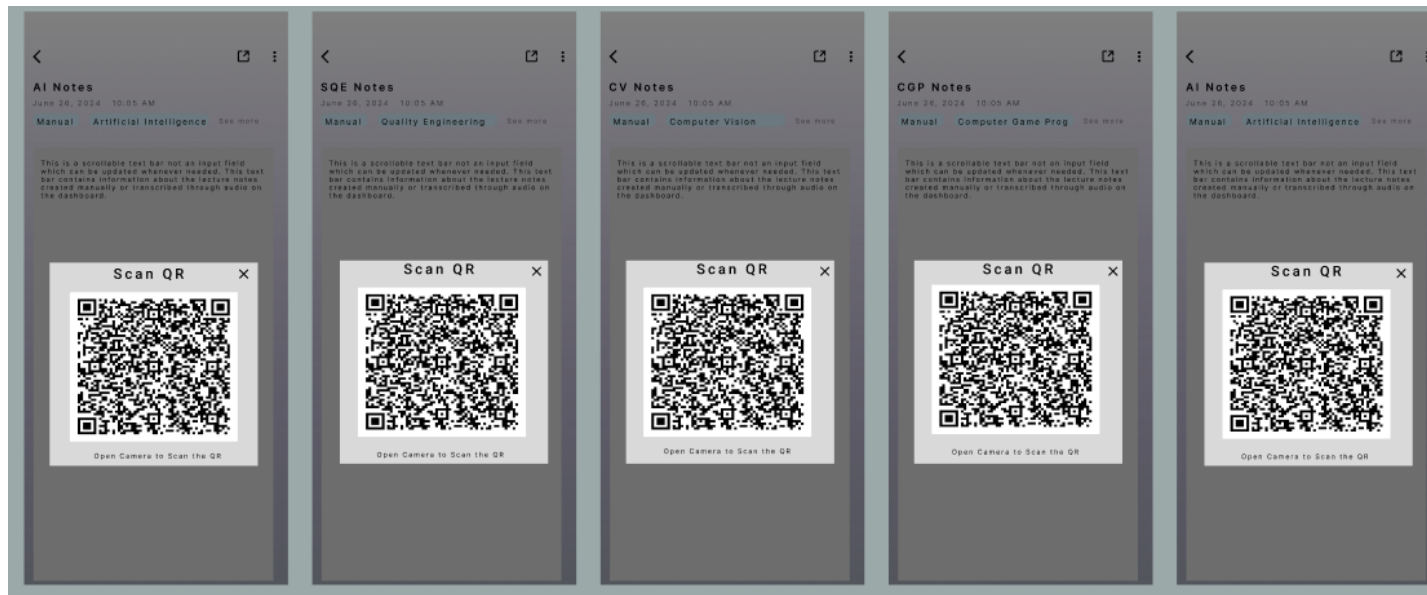 AI Notes
June 26, 2024 10:05 AM
Manual Artificial Intelligence See more
This is a scrollable text bar not an input field
which can be updated whenever needed. This text
bar contains information about the lecture notes
created manually or transcribed through audio on
the dashboard.
Scan QR
Open Camera to Scan the QR
SQE Notes
June 26, 2024 10:05 AM
Manual Quality Engineering See more
This is a scrollable text bar not an input field
which can be updated whenever needed. This text
bar contains information about the lecture notes
created manually or transcribed through audio on
the dashboard.
Scan QR
Open Camera to Scan the QR
CV Notes
June 26, 2024 10:05 AM
Manual Computer Vision See more
This is a scrollable text bar not an input field
which can be updated whenever needed. This text
bar contains information about the lecture notes
created manually or transcribed through audio on
the dashboard.
Scan QR
Open Camera to Scan the QR
CGP Notes
June 26, 2024 10:05 AM
Manual Computer Game Prog See more
This is a scrollable text bar not an input field
which can be updated whenever needed. This text
bar contains information about the lecture notes
created manually or transcribed through audio on
the dashboard.
Scan QR
Open Camera to Scan the QR
AI Notes
June 26, 2024 10:05 AM
Manual Artificial Intelligence See more
This is a scrollable text bar not an input field
which can be updated whenever needed. This text
bar contains information about the lecture notes
created manually or transcribed through audio on
the dashboard.
Scan QR
Open Camera to Scan the QR